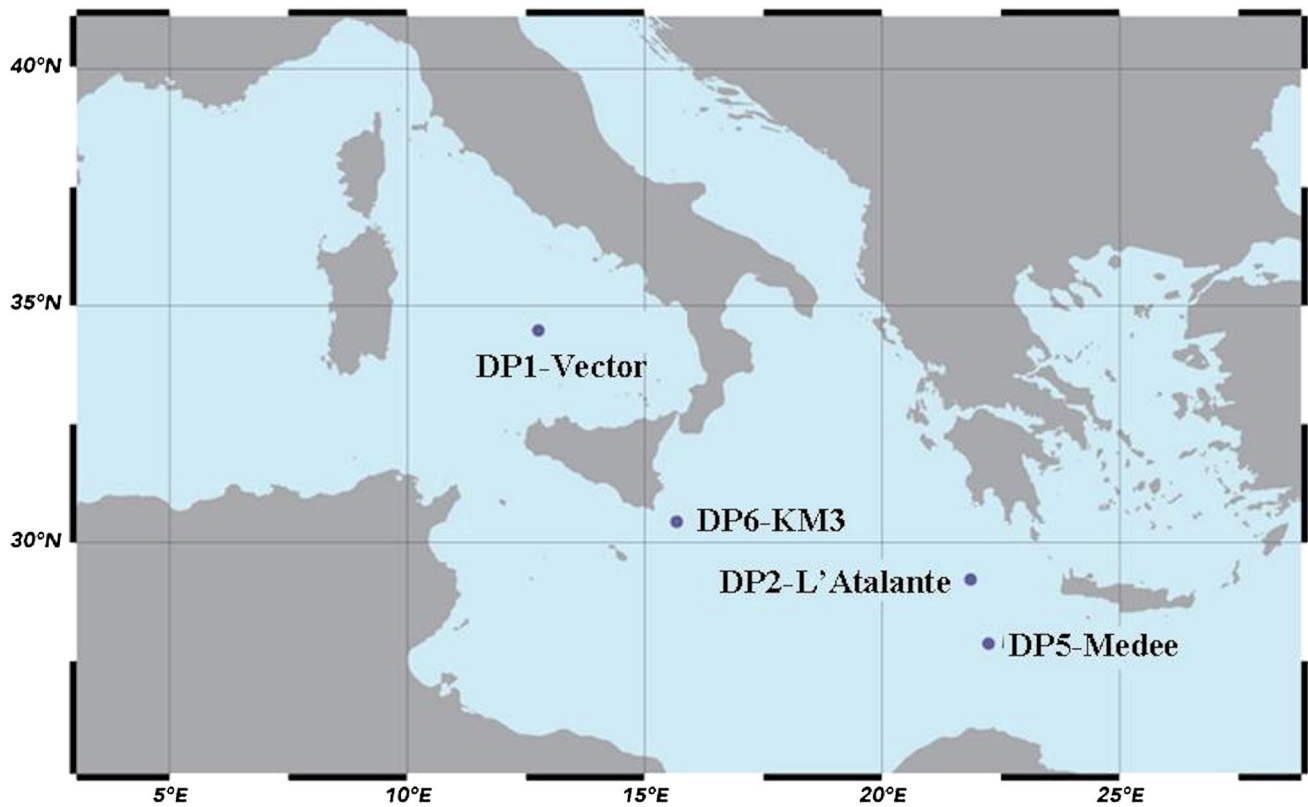 40°N
35°N
DP1-Vector
DP6-KM3
30°N
DP2-L’Atalante
DP5-Medee
5°E
10°E
15°E
20°E
25°E